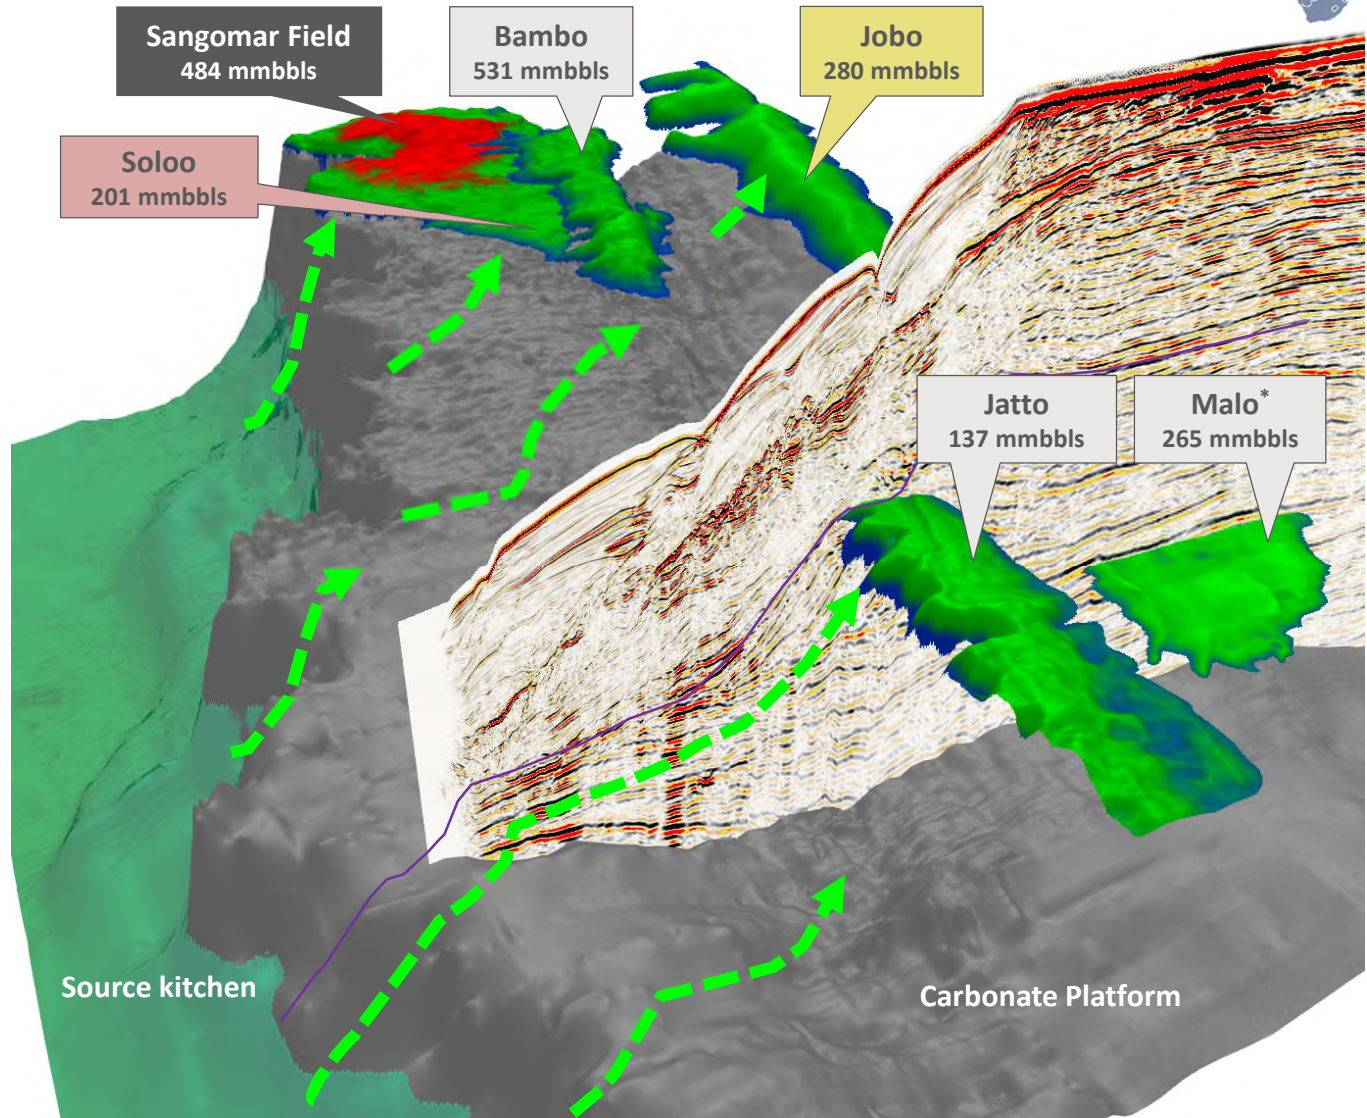 Sangomar Field
484 mmbbls
Bambo
531 mmbbls
Jobo
280 mmbbls
Soloo
201 mmbbls
Jatto
137 mmbbls
Malo*
265 mmbbls
Source kitchen
Carbonate Platform